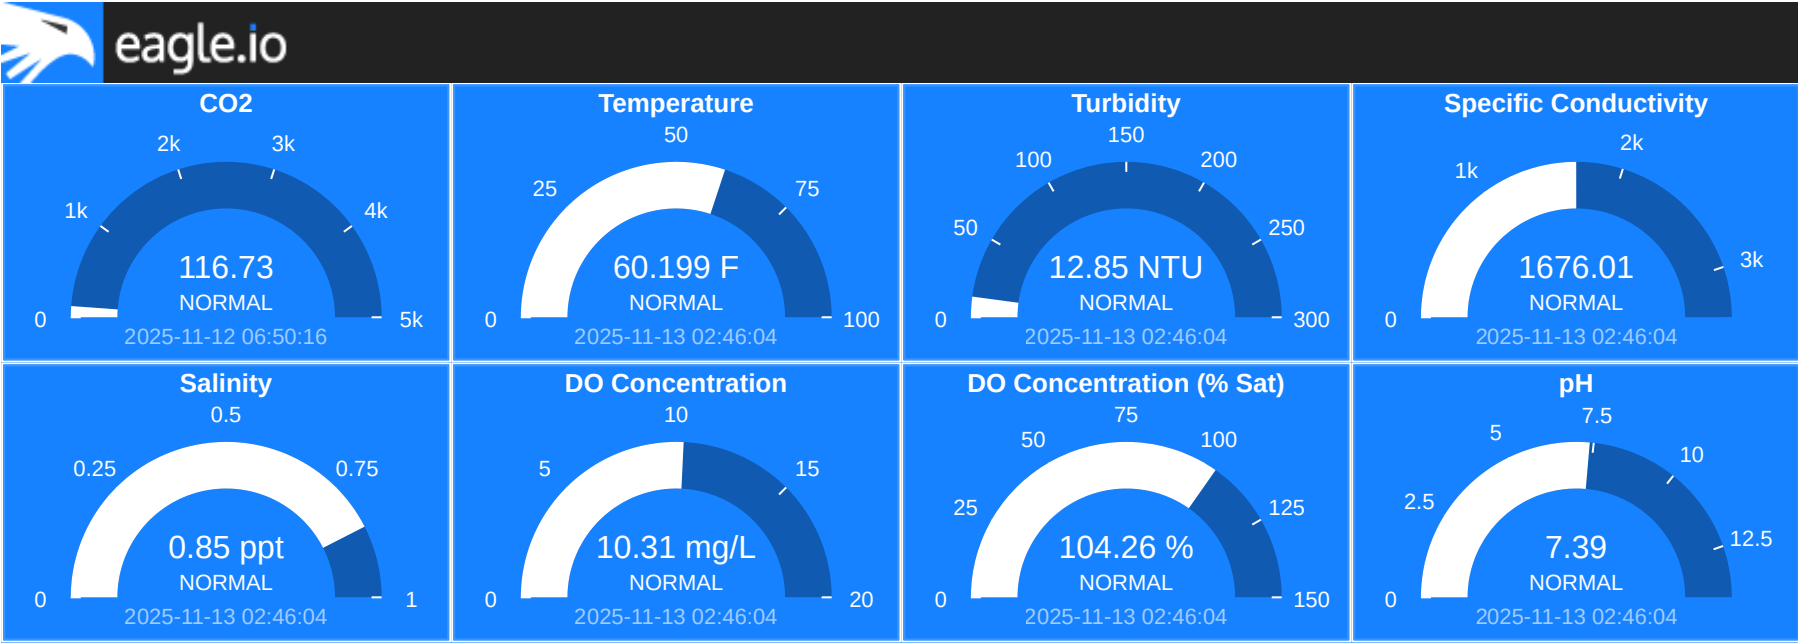 eagle.io
CO2
0
1k
2k
3k
4k
5k
116.73
NORMAL
2025-11-12 06:50:16
Temperature
0
25
50
75
100
60.199 F
NORMAL
2025-11-13 02:46:04
Turbidity
0
50
100
150
200
250
300
12.85 NTU
NORMAL
2025-11-13 02:46:04
Specific Conductivity
0
1k
2k
3k
1676.01
NORMAL
2025-11-13 02:46:04
Salinity
0
0.25
0.5
0.75
1
0.85 ppt
NORMAL
2025-11-13 02:46:04
DO Concentration
0
5
10
15
20
10.31 mg/L
NORMAL
2025-11-13 02:46:04
DO Concentration (% Sat)
0
25
50
75
100
125
150
104.26 %
NORMAL
2025-11-13 02:46:04
pH
0
2.5
5
7.5
10
12.5
7.39
NORMAL
2025-11-13 02:46:04